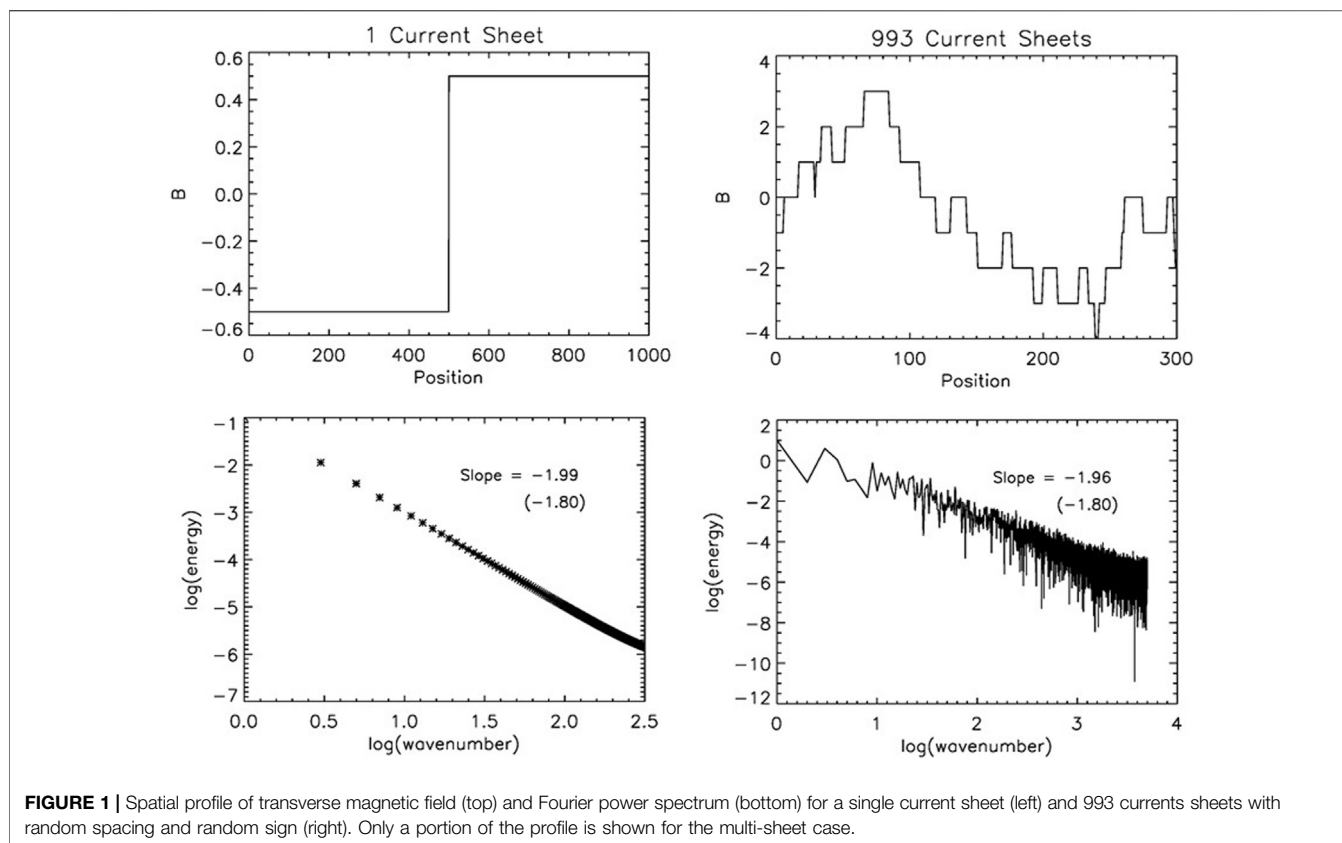 1 Current Sheet
0.6
0.4
0.2
0.0
−0.2
−0.4
−0.6
B
0 200 400 600 800 1000
Position
993 Current Sheets
4
2
0
−2
−4
B
0 100 200 300
Position
−1
−2
−3
−4
−5
−6
−7
log(energy)
Slope = −1.99
(−1.80)
0.0 0.5 1.0 1.5 2.0 2.5
log(wavenumber)
2
0
−2
−4
−6
−8
−10
−12
log(energy)
Slope = −1.96
(−1.80)
0 1 2 3 4
log(wavenumber)
FIGURE 1 | Spatial profile of transverse magnetic field (top) and Fourier power spectrum (bottom) for a single current sheet (left) and 993 currents sheets with
random spacing and random sign (right). Only a portion of the profile is shown for the multi-sheet case.